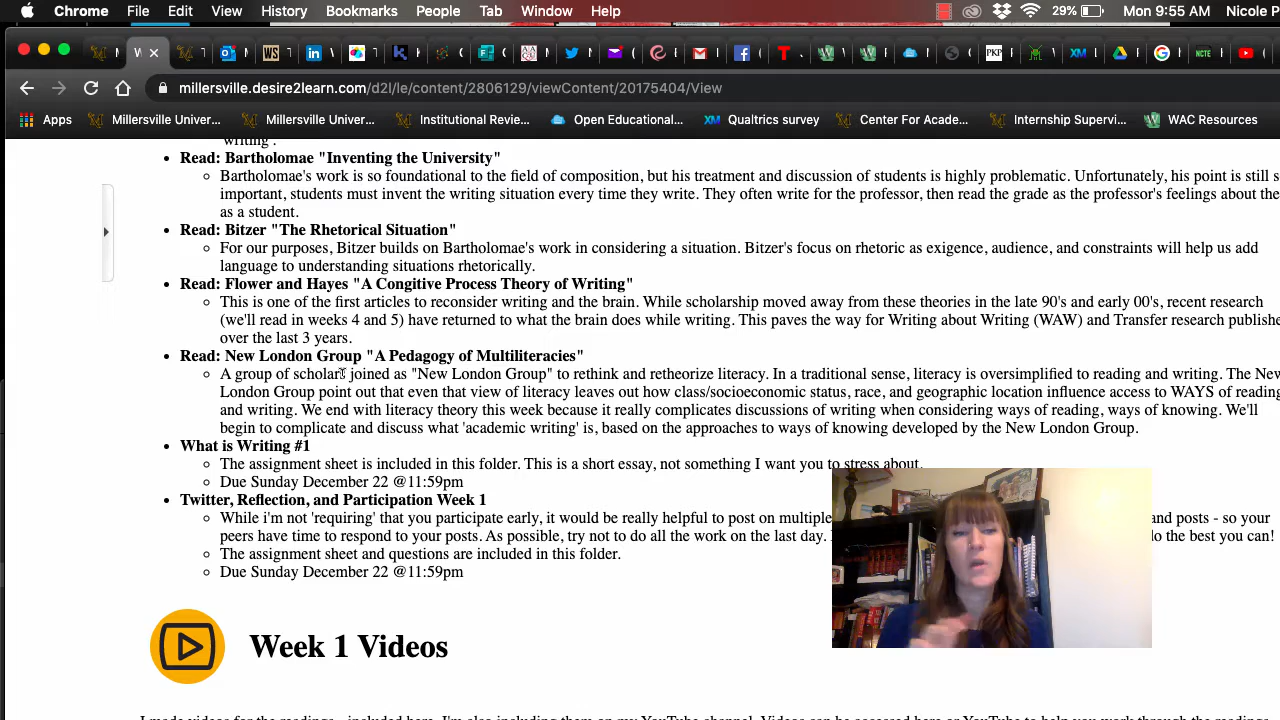 Chrome File Edit View History Bookmarks People Tab Window Help 29% Mon 9:55 AM Nicole P
millersville.desire2learn.com/d2l/le/content/2806129/viewContent/20175404/View
Apps Millersville Univer... Millersville Univer... Institutional Revie... Open Educational... Qualtrics survey Center For Acade... Internship Supervi... WAC Resources
writing .
Read: Bartholomae "Inventing the University"
Bartholomae's work is so foundational to the field of composition, but his treatment and discussion of students is highly problematic. Unfortunately, his point is still s
important, students must invent the writing situation every time they write. They often write for the professor, then read the grade as the professor's feelings about the
as a student.
Read: Bitzer "The Rhetorical Situation"
For our purposes, Bitzer builds on Bartholomae's work in considering a situation. Bitzer's focus on rhetoric as exigence, audience, and constraints will help us add
language to understanding situations rhetorically.
Read: Flower and Hayes "A Congitive Process Theory of Writing"
This is one of the first articles to reconsider writing and the brain. While scholarship moved away from these theories in the late 90's and early 00's, recent research
(we'll read in weeks 4 and 5) have returned to what the brain does while writing. This paves the way for Writing about Writing (WAW) and Transfer research publishe
over the last 3 years.
Read: New London Group "A Pedagogy of Multiliteracies"
A group of scholars joined as "New London Group" to rethink and retheorize literacy. In a traditional sense, literacy is oversimplified to reading and writing. The New
London Group point out that even that view of literacy leaves out how class/socioeconomic status, race, and geographic location influence access to WAYS of reading
and writing. We end with literacy theory this week because it really complicates discussions of writing when considering ways of reading, ways of knowing. We'll
begin to complicate and discuss what 'academic writing' is, based on the approaches to ways of knowing developed by the New London Group.
What is Writing #1
The assignment sheet is included in this folder. This is a short essay, not something I want you to stress about.
Due Sunday December 22 @11:59pm
Twitter, Reflection, and Participation Week 1
While i'm not 'requiring' that you participate early, it would be really helpful to post on multiple and posts - so your
peers have time to respond to your posts. As possible, try not to do all the work on the last day. do the best you can!
The assignment sheet and questions are included in this folder.
Due Sunday December 22 @11:59pm
Week 1 Videos